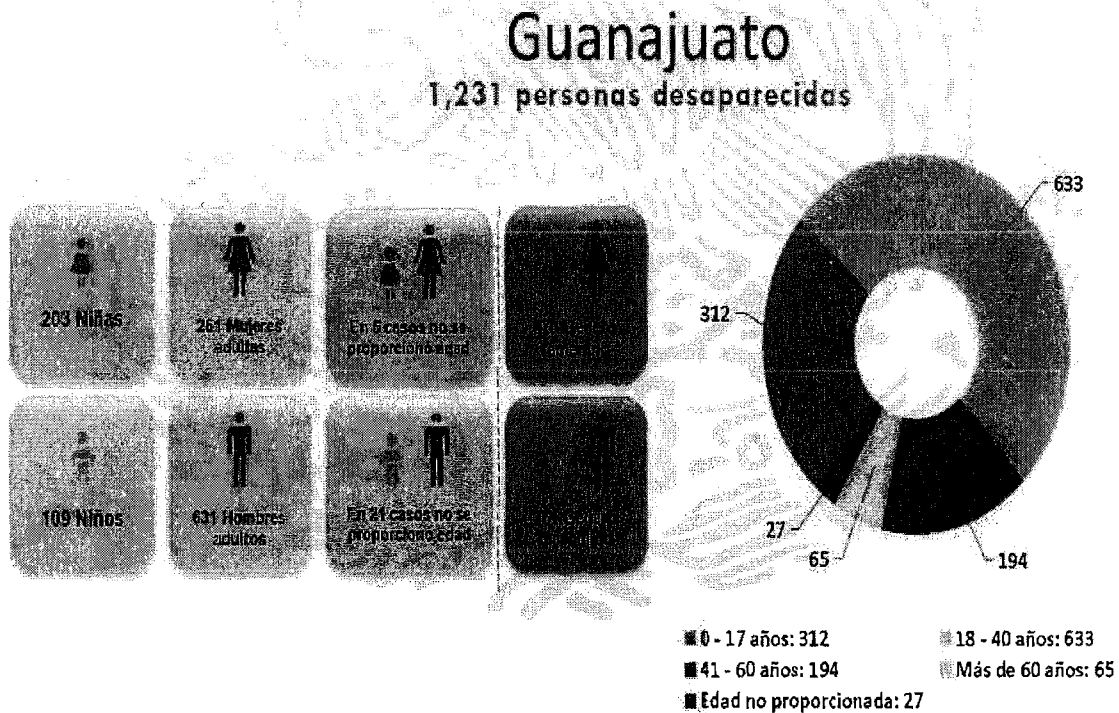 Guanajuato
1,231 personas desaparecidas
203 Niñas
261 Mujeres
adultas
En 6 casos no se
proporciono edad
109 Niños
631 Hombres
adultos
En 21 casos no se
proporciono edad
633
312
27
65
194
0 - 17 años: 312
18 - 40 años: 633
41 - 60 años: 194
Más de 60 años: 65
Edad no proporcionada: 27